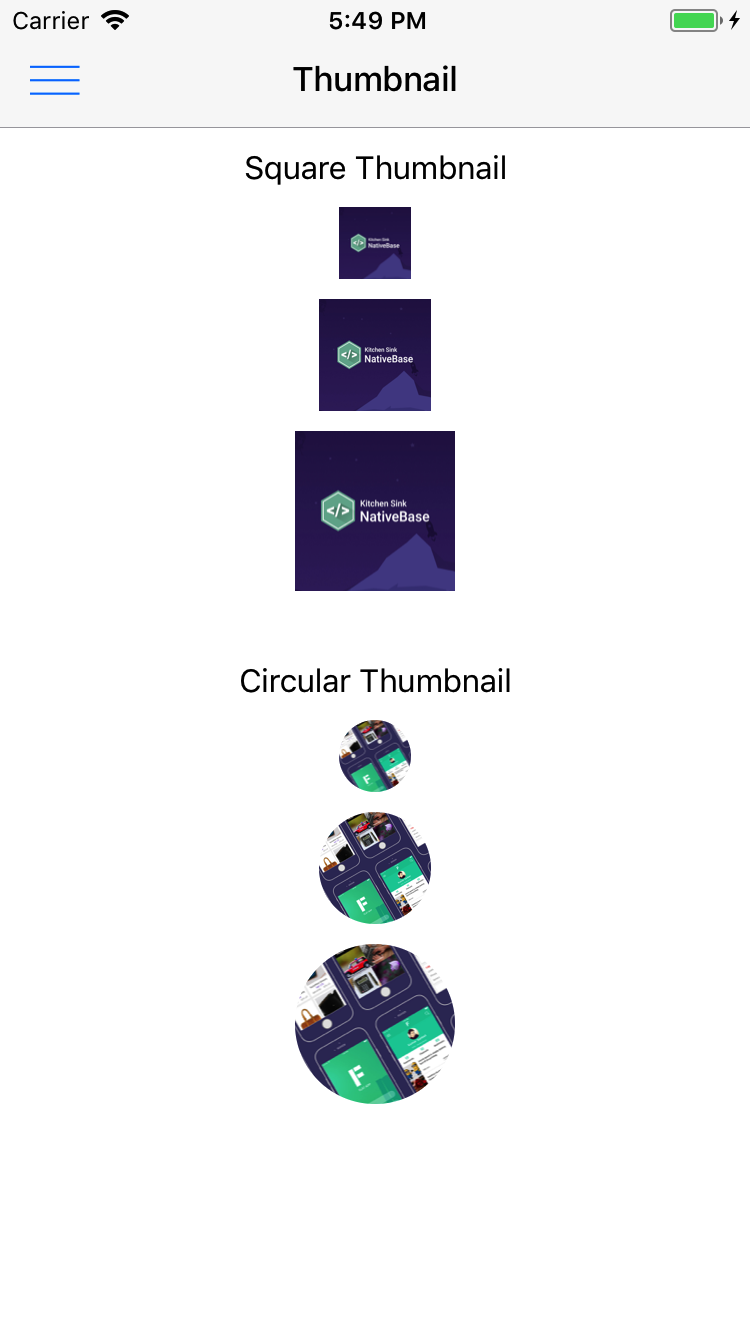 Carrier 5:49 PM
Thumbnail
Square Thumbnail
Kitchen Sink
NativeBase
Kitchen Sink
NativeBase
Kitchen Sink
NativeBase
Circular Thumbnail
F
F
F